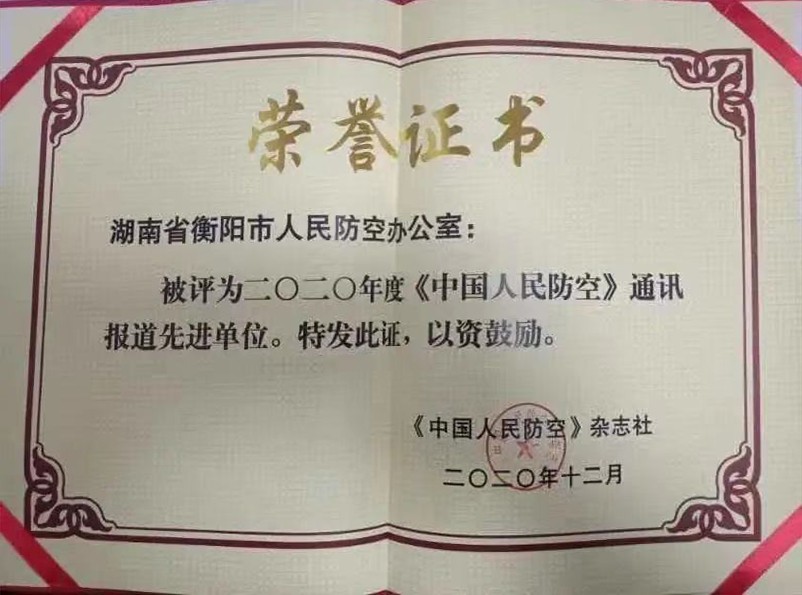 荣誉证书
湖南省衡阳市人民防空办公室：
被评为二〇二〇年度《中国人民防空》通讯
报道先进单位。特发此证，以资鼓励。
《中国人民防空》杂志社
二〇二〇年十二月